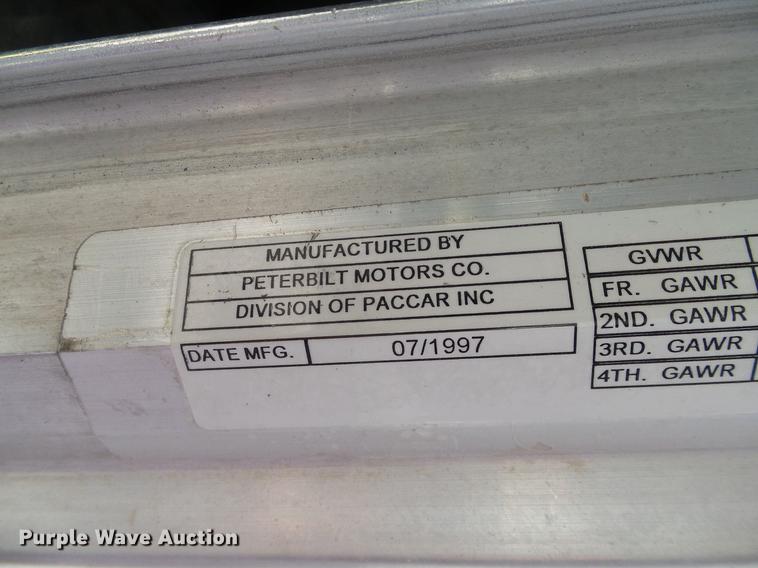 MANUFACTURED BY
PETERBILT MOTORS CO.
DIVISION OF PACCAR INC
DATE MFG. 07/1997
GVWR
FR. GAWR
2ND. GAWR
3RD. GAWR
4TH. GAWR
Purple Wave Auction